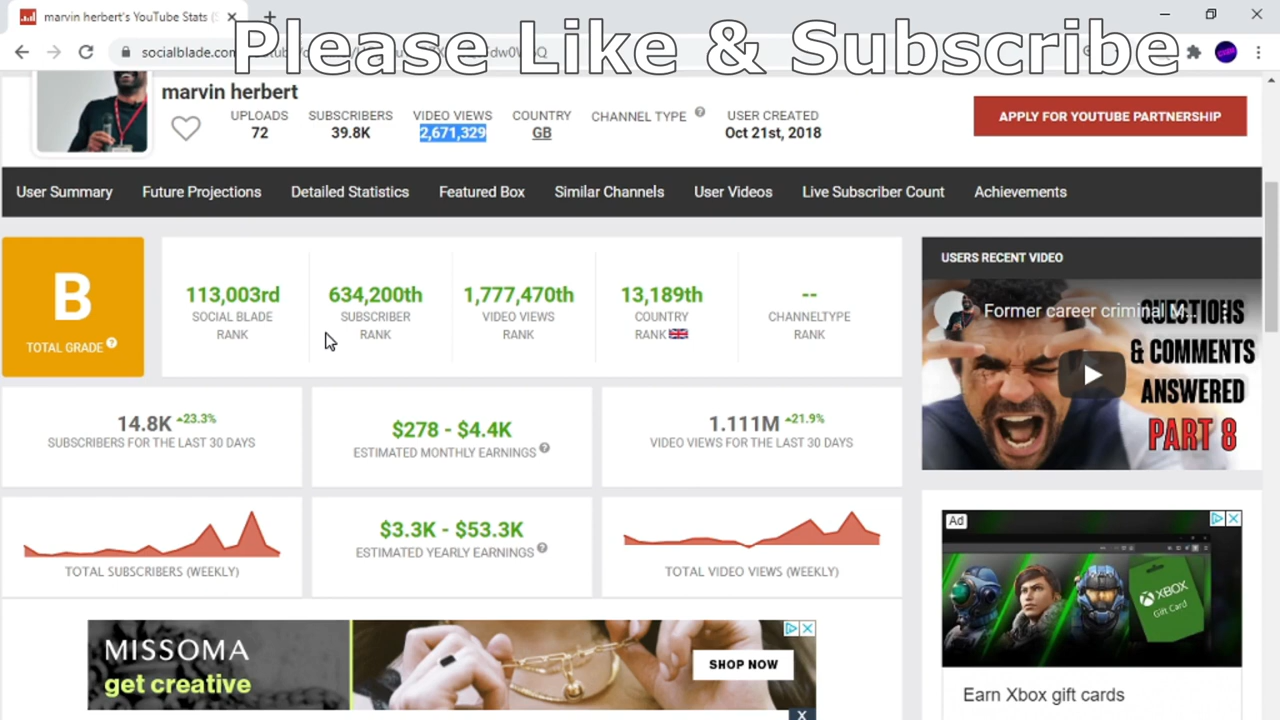 marvin herbert's YouTube Stats (S
Please Like & Subscribe
socialblade.com
marvin herbert
UPLOADS
72
SUBSCRIBERS
39.8K
VIDEO VIEWS
2,671,329
COUNTRY
GB
CHANNEL TYPE
USER CREATED
Oct 21st, 2018
APPLY FOR YOUTUBE PARTNERSHIP
User Summary
Future Projections
Detailed Statistics
Featured Box
Similar Channels
User Videos
Live Subscriber Count
Achievements
B
TOTAL GRADE
113,003rd
SOCIAL BLADE
RANK
634,200th
SUBSCRIBER
RANK
1,777,470th
VIDEO VIEWS
RANK
13,189th
COUNTRY
RANK
--
CHANNELTYPE
RANK
USERS RECENT VIDEO
Former career criminal M...
QUESTIONS
& COMMENTS
ANSWERED
PART 8
14.8K 23.3%
SUBSCRIBERS FOR THE LAST 30 DAYS
$278 - $4.4K
ESTIMATED MONTHLY EARNINGS
1.111M 21.9%
VIDEO VIEWS FOR THE LAST 30 DAYS
TOTAL SUBSCRIBERS (WEEKLY)
$3.3K - $53.3K
ESTIMATED YEARLY EARNINGS
TOTAL VIDEO VIEWS (WEEKLY)
Ad
XBOX
Gift Card
Earn Xbox gift cards
MISSOMA
get creative
SHOP NOW
X